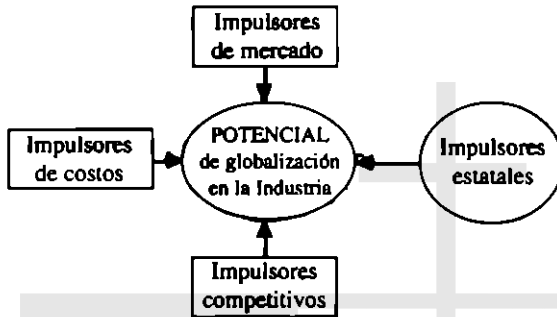 Impulsores
de mercado
Impulsores
de costos
POTENCIAL
de globalización
en la Industria
Impulsores
estatales
Impulsores
competitivos